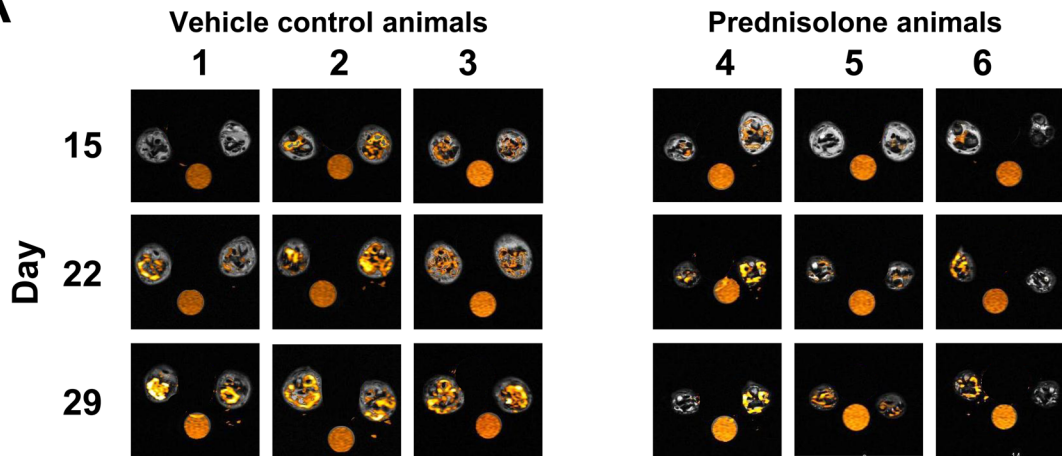 A
Vehicle control animals
Prednisolone animals
1 2 3 4 5 6
Day
15
22
29